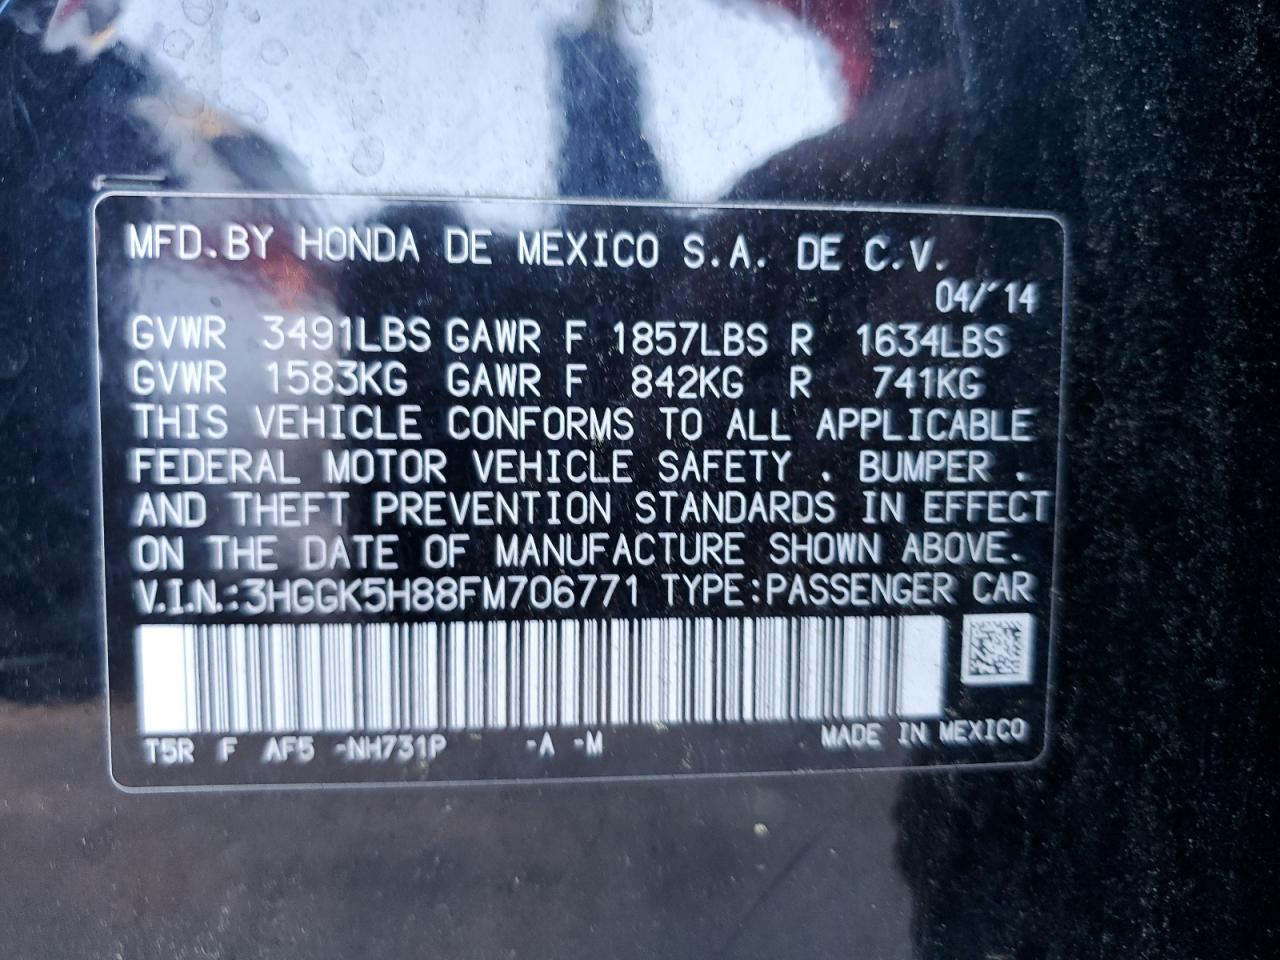 MFD.BY HONDA DE MEXICO S.A. DE C.V.
04/´14
GVWR 3491LBS GAWR F 1857LBS R 1634LBS
GVWR 1583KG GAWR F 842KG R 741KG
THIS VEHICLE CONFORMS TO ALL APPLICABLE
FEDERAL MOTOR VEHICLE SAFETY . BUMPER .
AND THEFT PREVENTION STANDARDS IN EFFECT
ON THE DATE OF MANUFACTURE SHOWN ABOVE.
V.I.N.:3HGGK5H88FM706771 TYPE:PASSENGER CAR
T5R F AF5 -NH731P -A -M MADE IN MEXICO